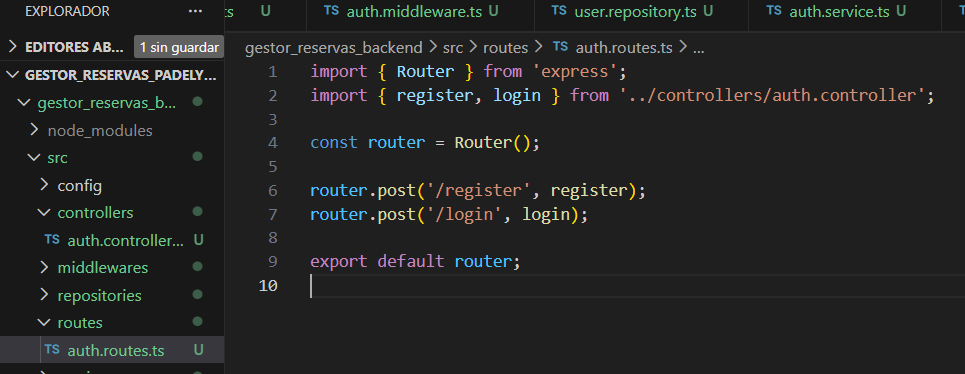 EXPLORADOR ...
EDITORES AB... 1 sin guardar
GESTOR_RESERVAS_PADELY...
gestor_reservas_b...
node_modules
src
config
controllers
TS auth.controller... U
middlewares
repositories
routes
TS auth.routes.ts U
ts U TS auth.middleware.ts U TS user.repository.ts U TS auth.service.ts U
gestor_reservas_backend > src > routes > TS auth.routes.ts > ...
1 import { Router } from 'express';
2 import { register, login } from '../controllers/auth.controller';
3
4 const router = Router();
5
6 router.post('/register', register);
7 router.post('/login', login);
8
9 export default router;
10